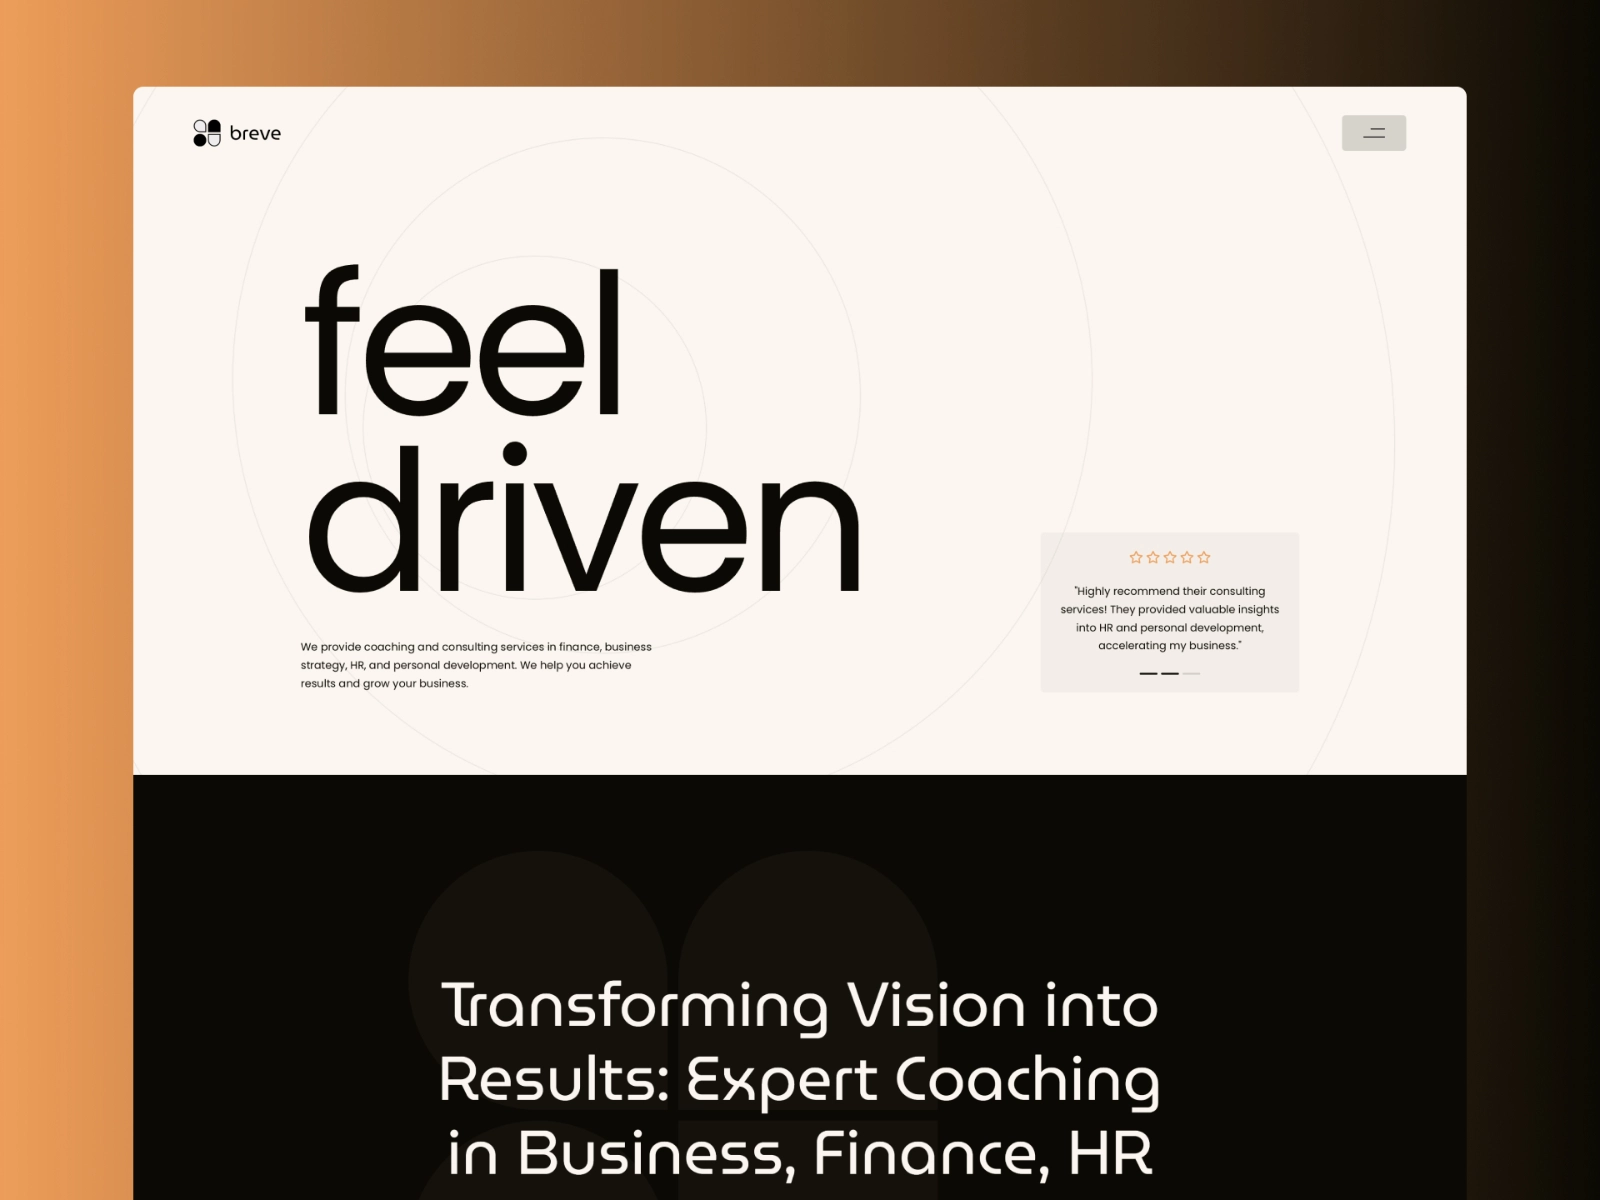 breve
feel
driven
We provide coaching and consulting services in finance, business
strategy, HR, and personal development. We help you achieve
results and grow your business.
"Highly recommend their consulting
services! They provided valuable insights
into HR and personal development,
accelerating my business."
Transforming Vision into
Results: Expert Coaching
in Business, Finance, HR